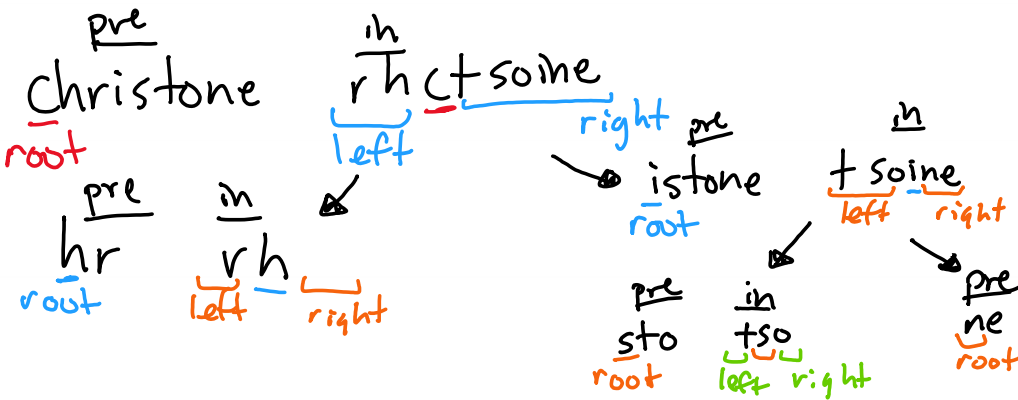 pre in
christone rhctsoine
root left right
pre in
istone tsoine
root left right
pre in
hr rh
root left right
pre in
sto tso
root left right
pre
ne
root